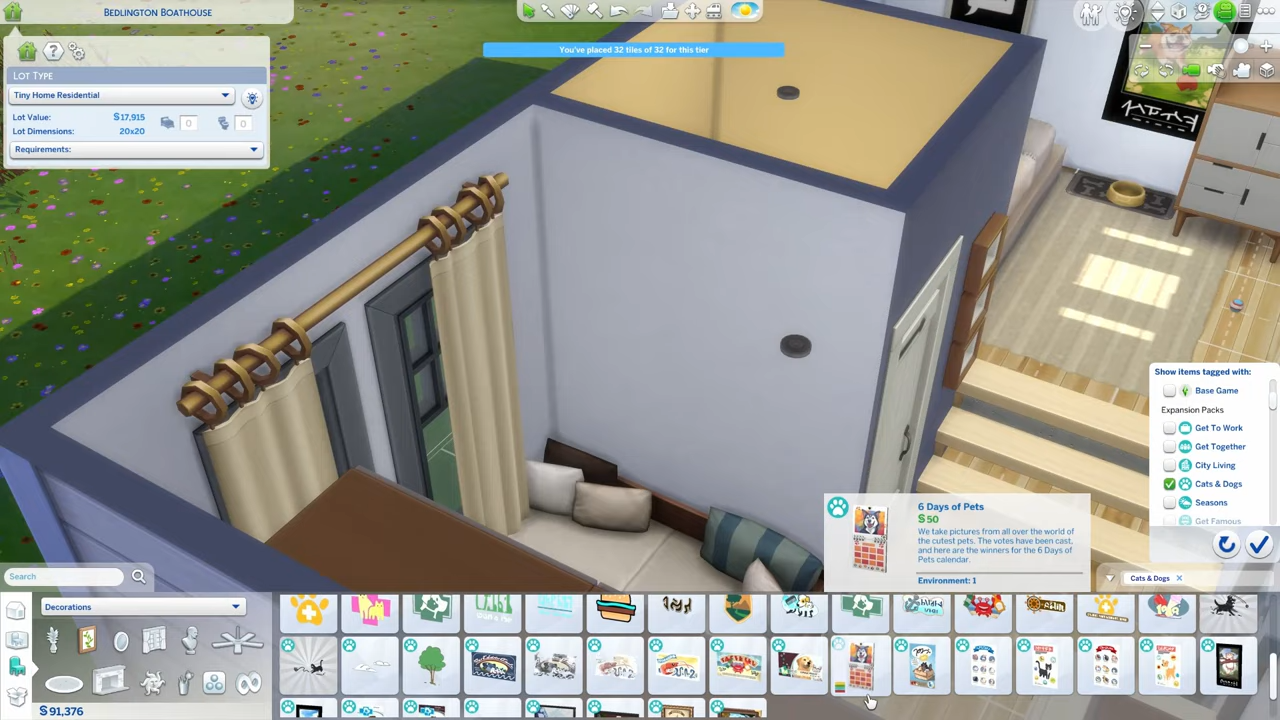 BEDLINGTON BOATHOUSE
You've placed 32 tiles of 32 for this tier
LOT TYPE
Tiny Home Residential
Lot Value: §17,915
0
0
Lot Dimensions: 20x20
Requirements:
Show items tagged with:
Base Game
Expansion Packs
Get To Work
Get Together
City Living
Cats & Dogs
Seasons
Get Famous
6 Days of Pets
§50
We take pictures from all over the world of
the cutest pets. The votes have been cast,
and here are the winners for the 6 Days of
Pets calendar.
Environment: 1
Cats & Dogs
Search
Decorations
§91,376